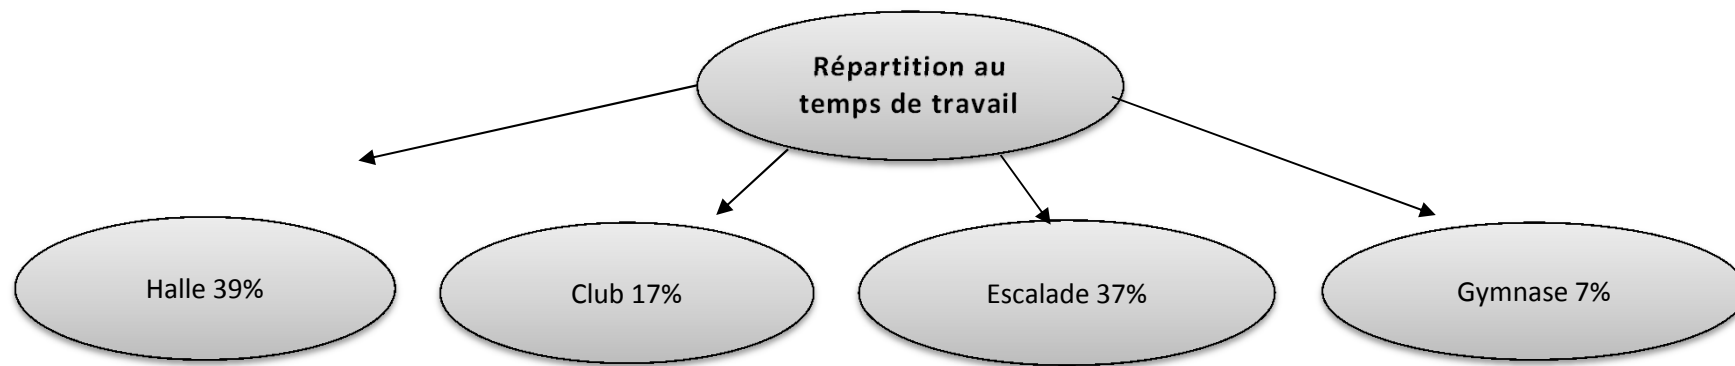 Répartition au
temps de travail
Halle 39%
Club 17%
Escalade 37%
Gymnase 7%